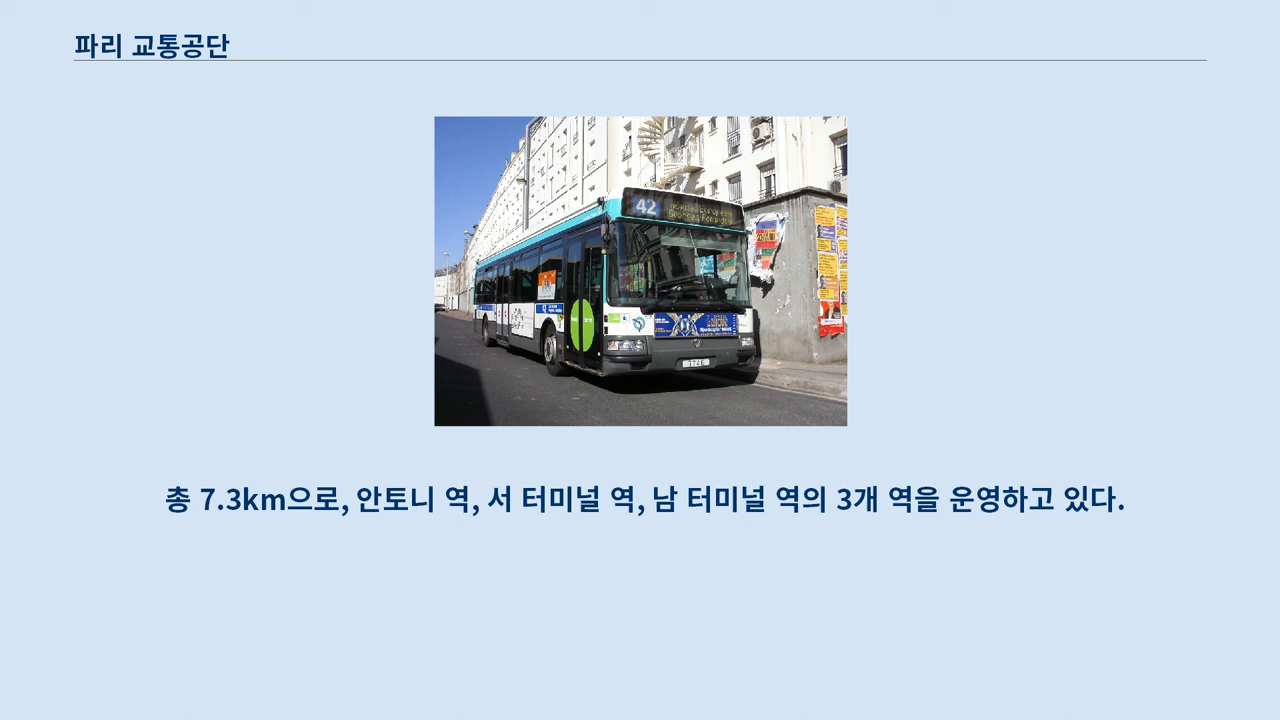 파리 교통공단
42
총 7.3km으로, 안토니 역, 서 터미널 역, 남 터미널 역의 3개 역을 운영하고 있다.